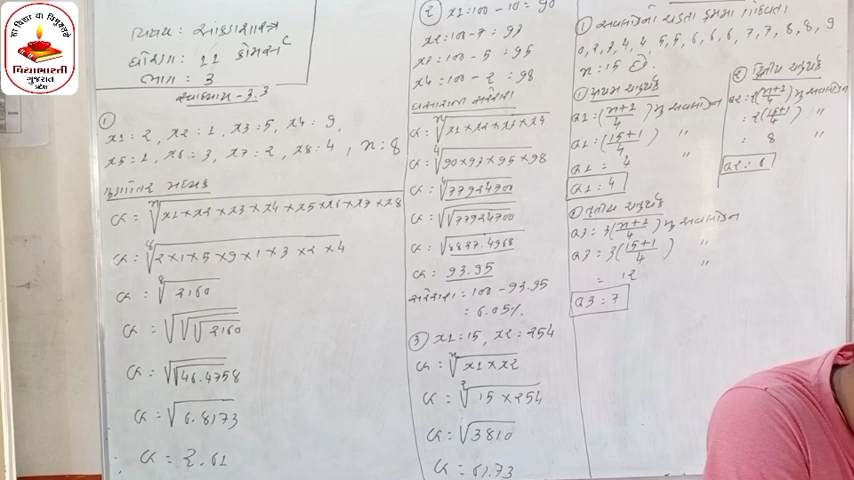 સા વિદ્યા યા વિમુક્તયે
વિદ્યાભારતી
ગુજરાત
પ્રદેશ
વિષય: આંકડાશાસ્ત્ર
ધોરણ: 11 કોમર્સ C
ભાગ: 3
સ્વાધ્યાય - 3.3
①
x1=2, x2=1, x3=5, x4=9,
x5=1, x6=3, x7=2, x8=4, n=8
ગુણોત્તર મધ્યક
G = ⁿ√x1×x2×x3×x4×x5×x6×x7×x8
G = ⁸√2×1×5×9×1×3×2×4
G = ⁸√2160
G = √√√2160
G = √√46.4758
G = √6.8173
G = 2.61
② x1=100-10=90
x2=100-7=93
x3=100-5=95
x4=100-2=98
ઘસારાના સરેરાશ
G = ⁿ√x1×x2×x3×x4
G = ⁴√90×93×95×98
G = ⁴√77924700
G = √√77924700
G = √8827.4968
G = 93.95
સરેરાશ = 100-93.95
= 6.05%
③ x1=15, x2=254
G = ⁿ√x1×x2
G = ²√15×254
G = √3810
G = 61.73
① અવલોકનો ચડતા ક્રમમાં ગોઠવતા
0,2,3,4,4,5,5,6,6,6,7,7,8,8,9
n=15 છે.
① પ્રથમ ચતુર્થક
Q1=(n+1/4) મુ અવલોકન
Q1=(15+1/4) "
Q1= 4 "
Q1=4
② દ્વિતીય ચતુર્થક
Q2=2(n+1/4) મુ અવલોકન
=2(15+1/4) "
= 8 "
Q2=6
③ તૃતીય ચતુર્થક
Q3=3(n+1/4) મુ અવલોકન
Q3=3(15+1/4) "
= 12 "
Q3=7